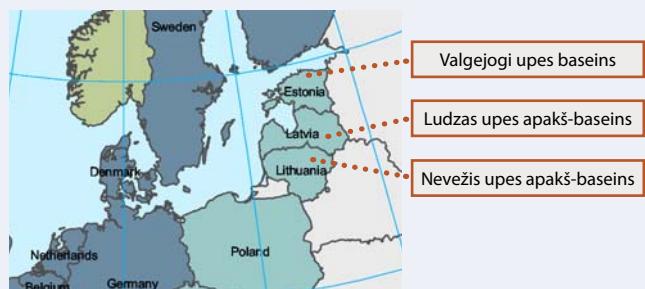 Sweden
Valgejogi upes baseins
Estonia
Ludzas upes apakš-baseins
Latvia
Nevežis upes apakš-baseins
Denmark
Lithuania
Netherlands
Poland
Belgium
Germany